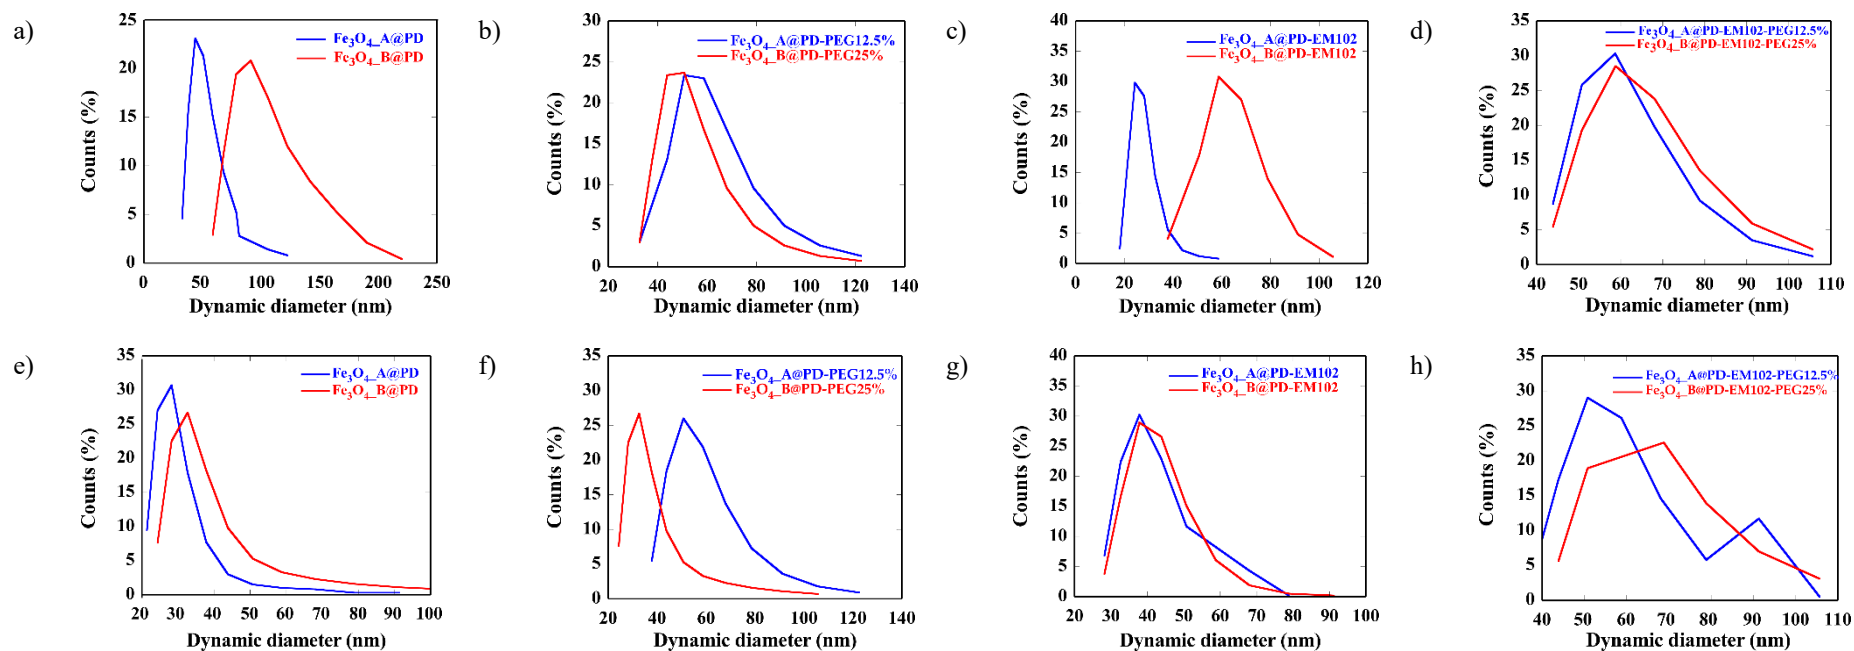 a)
25
20
15
10
5
0
Counts (%)
Fe3O4_A@PD
Fe3O4_B@PD
0 50 100 150 200 250
Dynamic diameter (nm)
b)
30
25
20
15
10
5
0
Counts (%)
Fe3O4_A@PD-PEG12.5%
Fe3O4_B@PD-PEG25%
20 40 60 80 100 120 140
Dynamic diameter (nm)
c)
40
35
30
25
20
15
10
5
0
Counts (%)
Fe3O4_A@PD-EM102
Fe3O4_B@PD-EM102
0 20 40 60 80 100 120
Dynamic diameter (nm)
d)
35
30
25
20
15
10
5
0
Counts (%)
Fe3O4_A@PD-EM102-PEG12.5%
Fe3O4_B@PD-EM102-PEG25%
40 50 60 70 80 90 100 110
Dynamic diameter (nm)
e)
35
30
25
20
15
10
5
0
Counts (%)
Fe3O4_A@PD
Fe3O4_B@PD
20 30 40 50 60 70 80 90 100
Dynamic diameter (nm)
f)
35
30
25
20
15
10
5
0
Counts (%)
Fe3O4_A@PD-PEG12.5%
Fe3O4_B@PD-PEG25%
20 40 60 80 100 120 140
Dynamic diameter (nm)
g)
40
35
30
25
20
15
10
5
0
Counts (%)
Fe3O4_A@PD-EM102
Fe3O4_B@PD-EM102
20 30 40 50 60 70 80 90 100
Dynamic diameter (nm)
h)
35
30
25
20
15
10
5
0
Counts (%)
Fe3O4_A@PD-EM102-PEG12.5%
Fe3O4_B@PD-EM102-PEG25%
40 50 60 70 80 90 100 110
Dynamic diameter (nm)